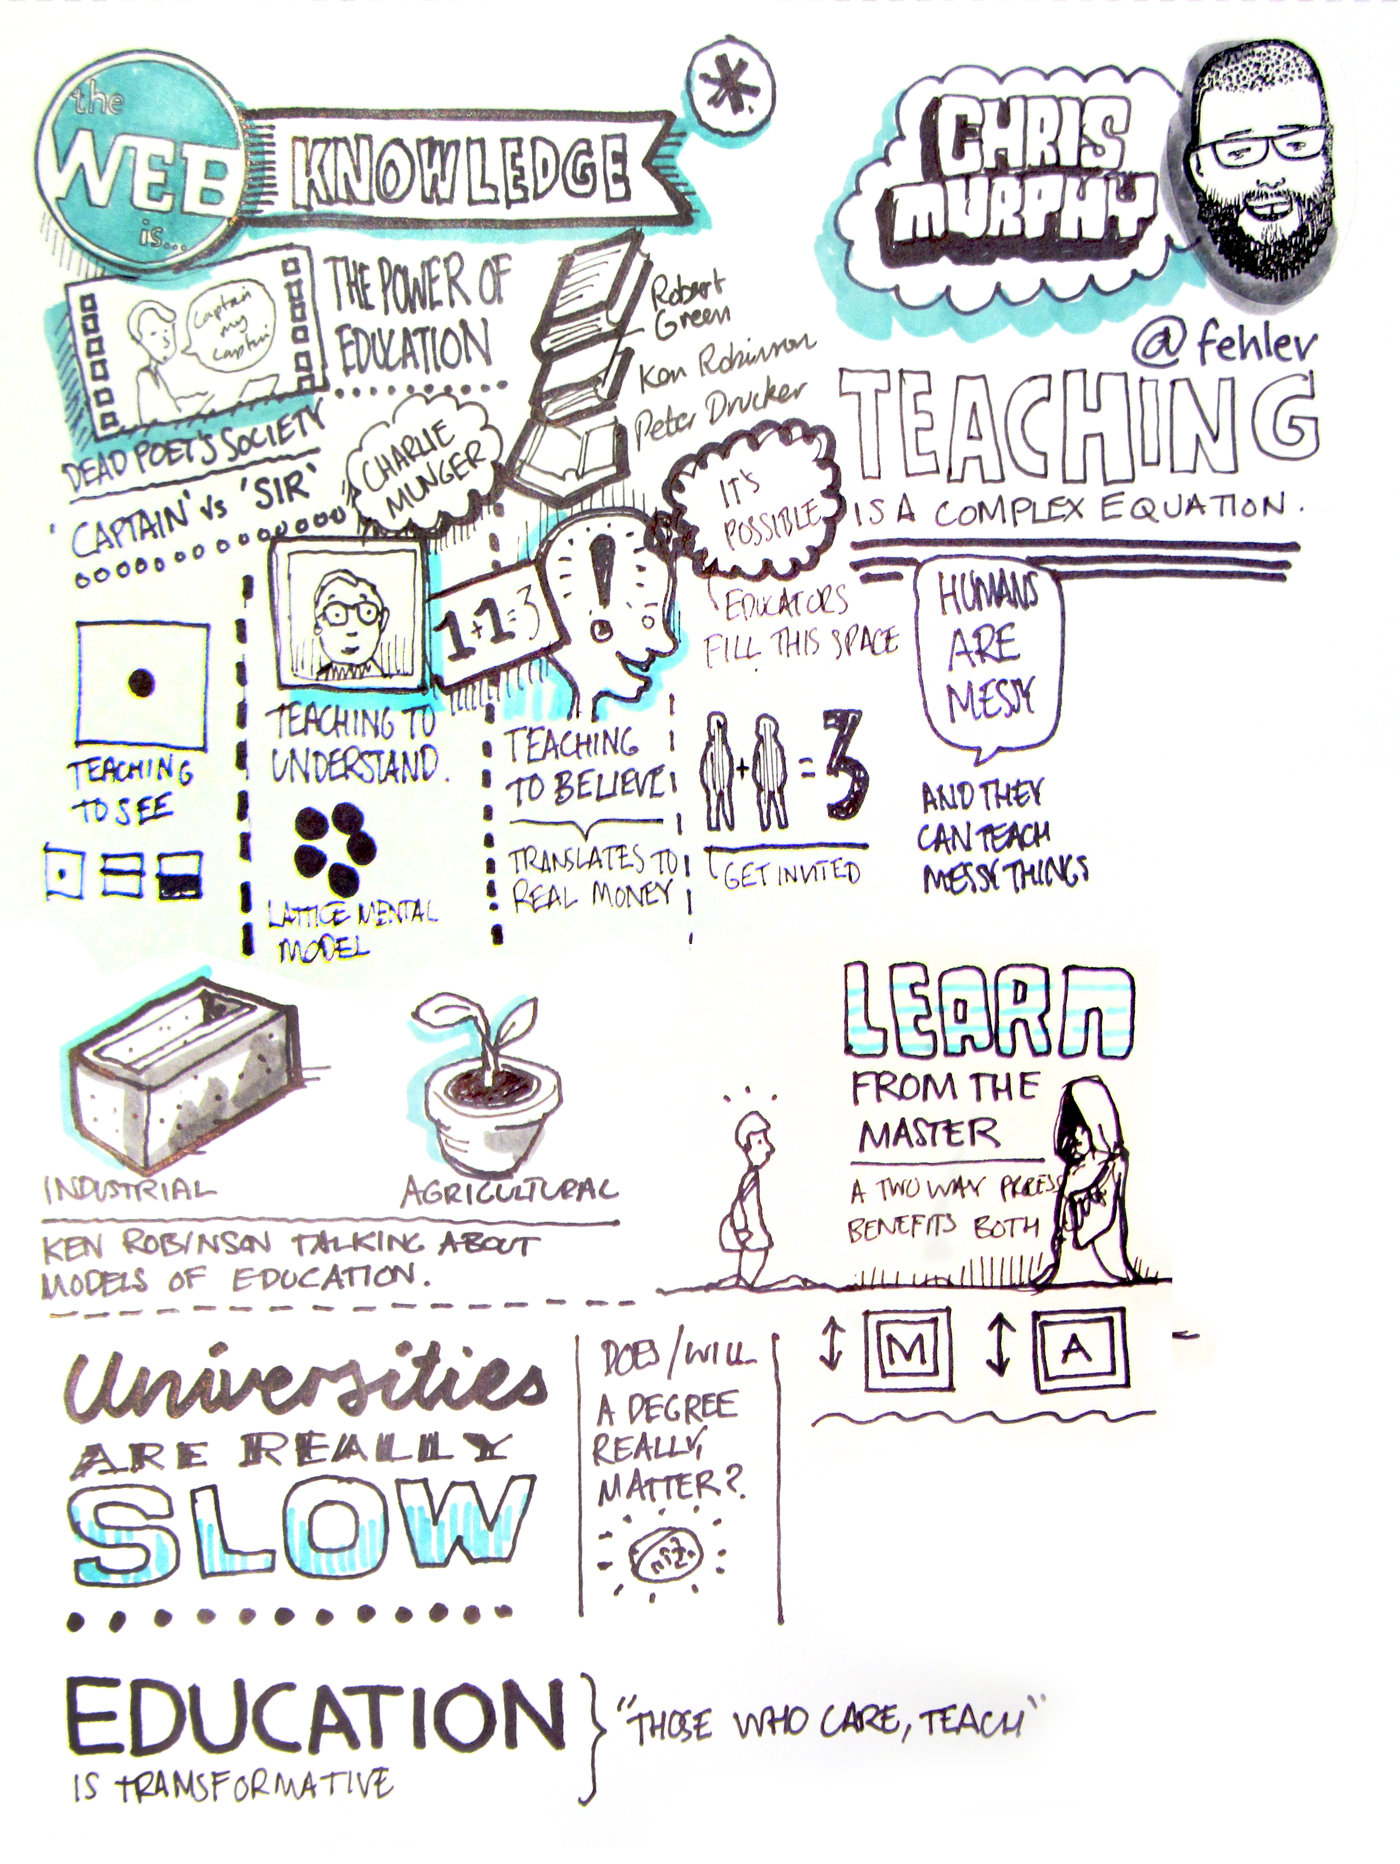 the
WEB
is...
KNOWLEDGE
*
CHRIS
MURPHY
@fehler
Captain
my
Captain
THE POWER OF
EDUCATION
DEAD POET'S SOCIETY
'CAPTAIN' vs 'SIR'
Robert
Green
Ken Robinson
Peter Drucker
CHARLIE
MUNGER
TEACHING
IS A COMPLEX EQUATION.
IT'S
POSSIBLE
EDUCATORS
FILL THIS SPACE
HUMANS
ARE
MESSY
AND THEY
CAN TEACH
MESSY THINGS
1+1=3
!
TEACHING
TO SEE
TEACHING TO
UNDERSTAND.
LATTICE MENTAL
MODEL
TEACHING
TO BELIEVE
TRANSLATES TO
REAL MONEY
+ = 3
GET INVITED
INDUSTRIAL
AGRICULTURAL
KEN ROBINSON TALKING ABOUT
MODELS OF EDUCATION.
LEARN
FROM THE
MASTER
A TWO WAY PROCESS
BENEFITS BOTH
M
A
Universities
ARE REALLY
SLOW
DOES/WILL
A DEGREE
REALLY,
MATTER?
EDUCATION
IS TRANSFORMATIVE
"THOSE WHO CARE, TEACH"